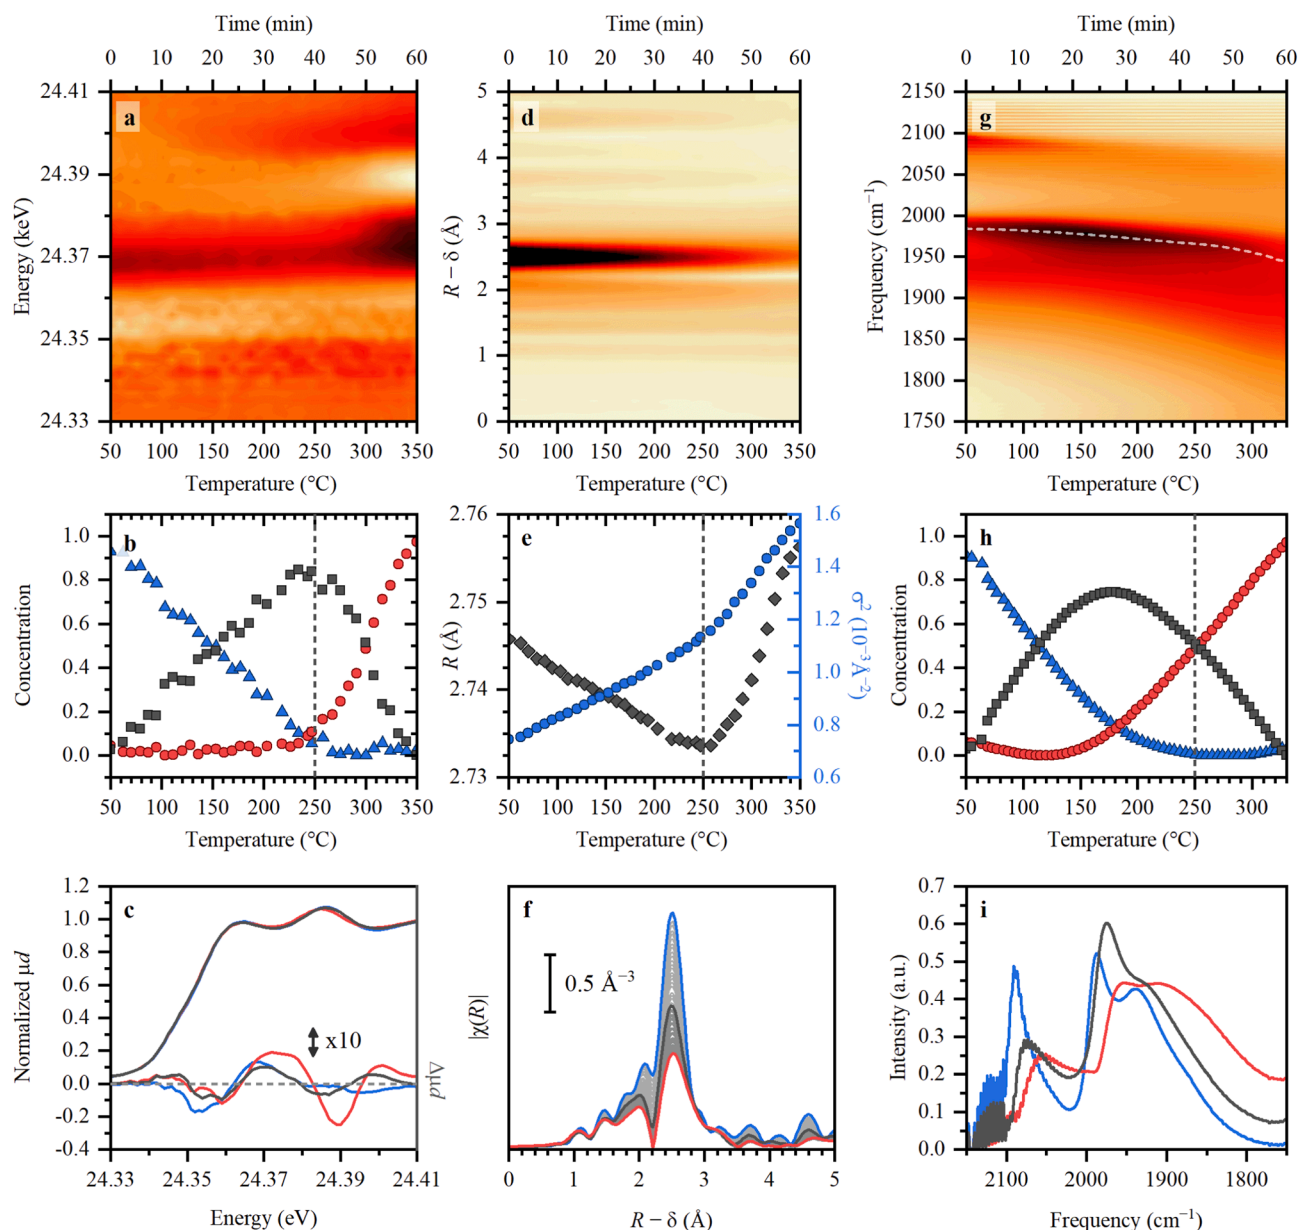 Time (min)
0 10 20 30 40 50 60
24.41
24.39
24.37
24.35
24.33
Energy (keV)
a
50 100 150 200 250 300 350
Temperature (°C)
Time (min)
0 10 20 30 40 50 60
5
4
3
2
1
0
R − δ (Å)
d
50 100 150 200 250 300 350
Temperature (°C)
Time (min)
0 10 20 30 40 50 60
2150
2100
2050
2000
1950
1900
1850
1800
1750
Frequency (cm⁻¹)
g
50 100 150 200 250 300
Temperature (°C)
1.0
0.8
0.6
0.4
0.2
0.0
Concentration
b
50 100 150 200 250 300 350
Temperature (°C)
2.76
2.75
2.74
2.73
R (Å)
e
1.6
1.4
1.2
1.0
0.8
0.6
σ² (10⁻³Å⁻²)
50 100 150 200 250 300 350
Temperature (°C)
1.0
0.8
0.6
0.4
0.2
0.0
Concentration
h
50 100 150 200 250 300
Temperature (°C)
1.2
1.0
0.8
0.6
0.4
0.2
0.0
-0.2
-0.4
Normalized μd
c
x10
Δμd
24.33 24.35 24.37 24.39 24.41
Energy (eV)
|χ(R)|
f
0.5 Å⁻³
0 1 2 3 4 5
R − δ (Å)
0.7
0.6
0.5
0.4
0.3
0.2
0.1
0.0
Intensity (a.u.)
i
2100 2000 1900 1800
Frequency (cm⁻¹)